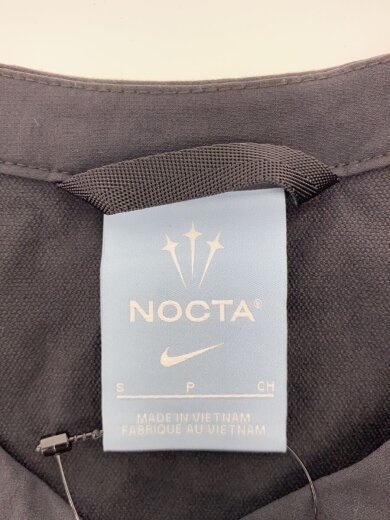 NOCTA®
S P CH
MADE IN VIETNAM
FABRIQUE AU VIETNAM